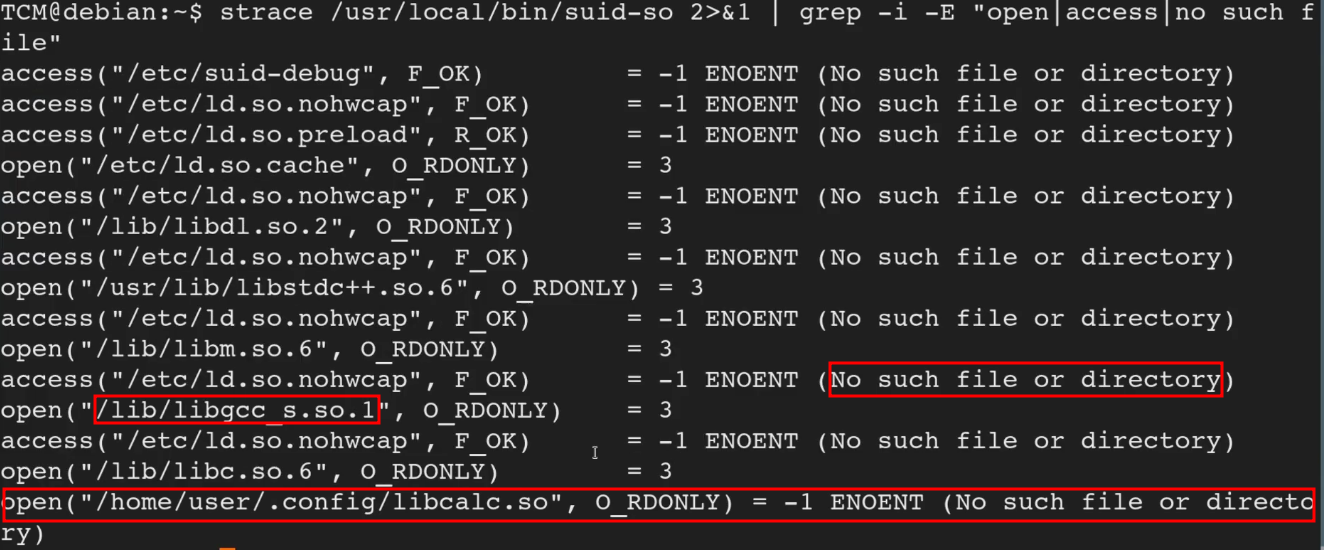 TCM@debian:~$ strace /usr/local/bin/suid-so 2>&1 | grep -i -E "open|access|no such f
ile"
access("/etc/suid-debug", F_OK)         = -1 ENOENT (No such file or directory)
access("/etc/ld.so.nohwcap", F_OK)      = -1 ENOENT (No such file or directory)
access("/etc/ld.so.preload", R_OK)      = -1 ENOENT (No such file or directory)
open("/etc/ld.so.cache", O_RDONLY)      = 3
access("/etc/ld.so.nohwcap", F_OK)      = -1 ENOENT (No such file or directory)
open("/lib/libdl.so.2", O_RDONLY)       = 3
access("/etc/ld.so.nohwcap", F_OK)      = -1 ENOENT (No such file or directory)
open("/usr/lib/libstdc++.so.6", O_RDONLY) = 3
access("/etc/ld.so.nohwcap", F_OK)      = -1 ENOENT (No such file or directory)
open("/lib/libm.so.6", O_RDONLY)        = 3
access("/etc/ld.so.nohwcap", F_OK)      = -1 ENOENT (No such file or directory)
open("/lib/libgcc_s.so.1", O_RDONLY)    = 3
access("/etc/ld.so.nohwcap", F_OK)      = -1 ENOENT (No such file or directory)
open("/lib/libc.so.6", O_RDONLY)        = 3
open("/home/user/.config/libcalc.so", O_RDONLY) = -1 ENOENT (No such file or directo
ry)